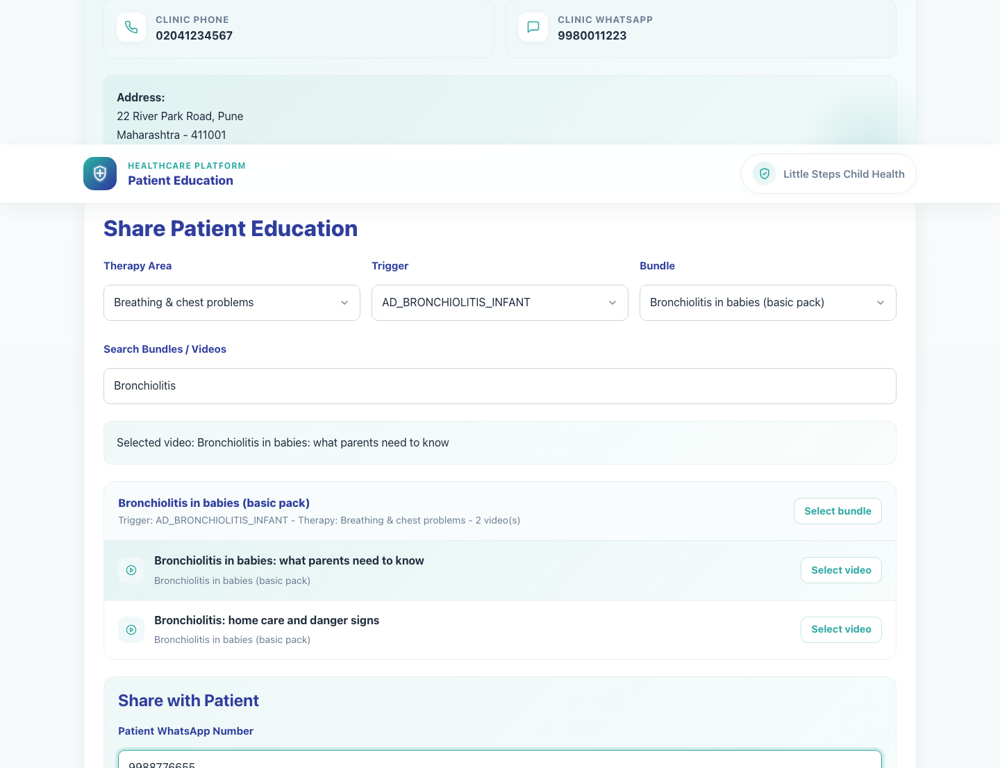 CLINIC PHONE
02041234567
CLINIC WHATSAPP
9980011223
Address:
22 River Park Road, Pune
Maharashtra - 411001
HEALTHCARE PLATFORM
Patient Education
Little Steps Child Health
Share Patient Education
Therapy Area
Trigger
Bundle
Breathing & chest problems
AD_BRONCHIOLITIS_INFANT
Bronchiolitis in babies (basic pack)
Search Bundles / Videos
Bronchiolitis
Selected video: Bronchiolitis in babies: what parents need to know
Bronchiolitis in babies (basic pack)
Trigger: AD_BRONCHIOLITIS_INFANT - Therapy: Breathing & chest problems - 2 video(s)
Select bundle
Bronchiolitis in babies: what parents need to know
Bronchiolitis in babies (basic pack)
Select video
Bronchiolitis: home care and danger signs
Bronchiolitis in babies (basic pack)
Select video
Share with Patient
Patient WhatsApp Number
9988776655